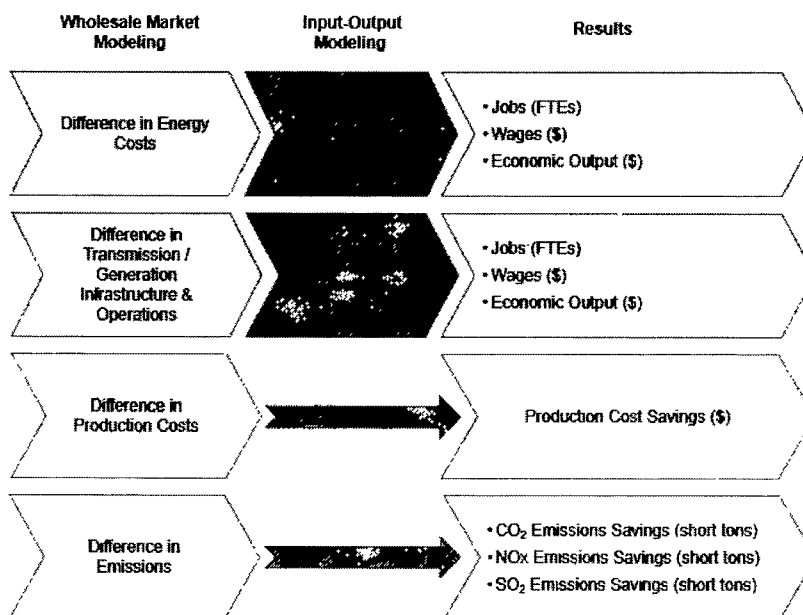 Wholesale Market
Modeling
Input-Output
Modeling
Results
Difference in Energy
Costs
• Jobs (FTEs)
• Wages ($)
• Economic Output ($)
Difference in
Transmission /
Generation
Infrastructure &
Operations
• Jobs (FTEs)
• Wages ($)
• Economic Output ($)
Difference in
Production Costs
Production Cost Savings ($)
Difference in
Emissions
• CO₂ Emissions Savings (short tons)
• NOx Emissions Savings (short tons)
• SO₂ Emissions Savings (short tons)